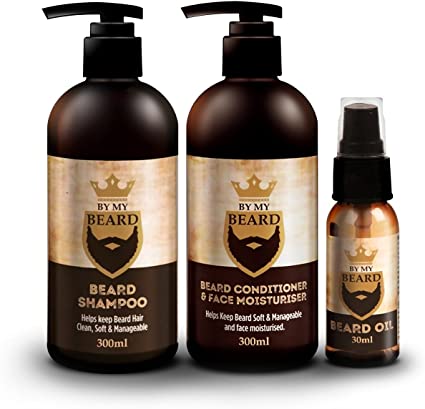 BY MY
BEARD
BEARD
SHAMPOO
Helps keep Beard Hair
Clean, Soft & Manageable
300ml
BY MY
BEARD
BEARD CONDITIONER
& FACE MOISTURISER
Helps Keep Beard Soft & Manageable
and face moisturised.
300ml
BY MY
BEARD
BEARD OIL
30ml